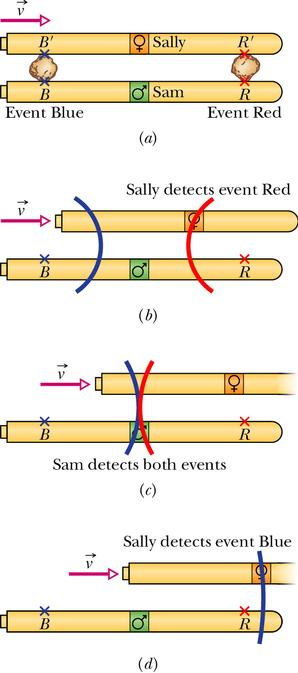 v
B′ Sally R′
B Sam R
Event Blue Event Red
(a)
Sally detects event Red
v
B R
(b)
v
B R
Sam detects both events
(c)
Sally detects event Blue
v
B R
(d)